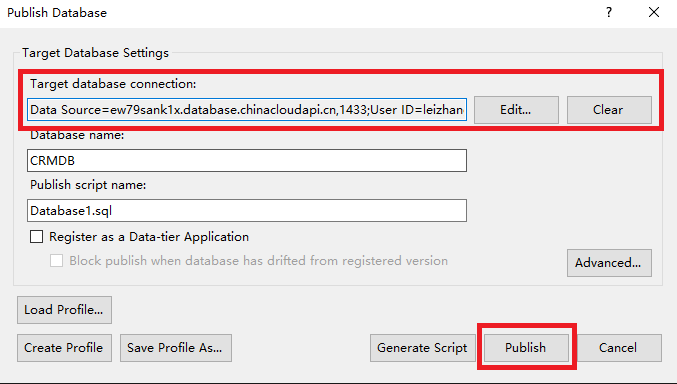 Publish Database
?
Target Database Settings
Target database connection:
Data Source=ew79sank1x.database.chinacloudapi.cn,1433;User ID=leizhan
Edit...
Clear
Database name:
CRMDB
Publish script name:
Database1.sql
Register as a Data-tier Application
Block publish when database has drifted from registered version
Advanced...
Load Profile...
Create Profile
Save Profile As...
Generate Script
Publish
Cancel